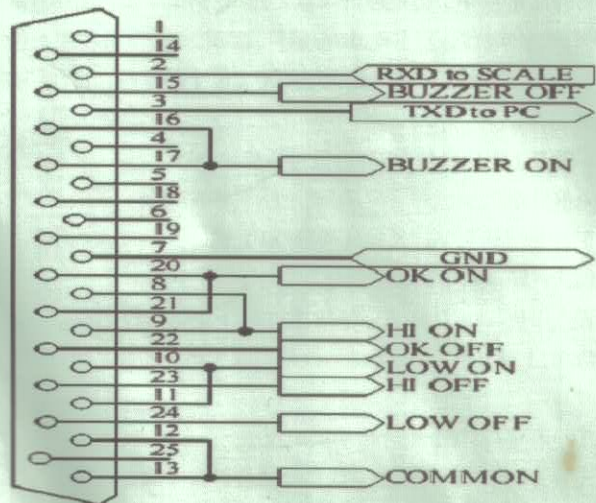 1
14
2
RXD to SCALE
15
BUZZER OFF
3
TXD to PC
16
4
17
BUZZER ON
5
18
6
19
7
GND
20
OK ON
8
21
9
HI ON
22
OK OFF
10
LOW ON
23
HI OFF
11
24
LOW OFF
12
25
13
COMMON